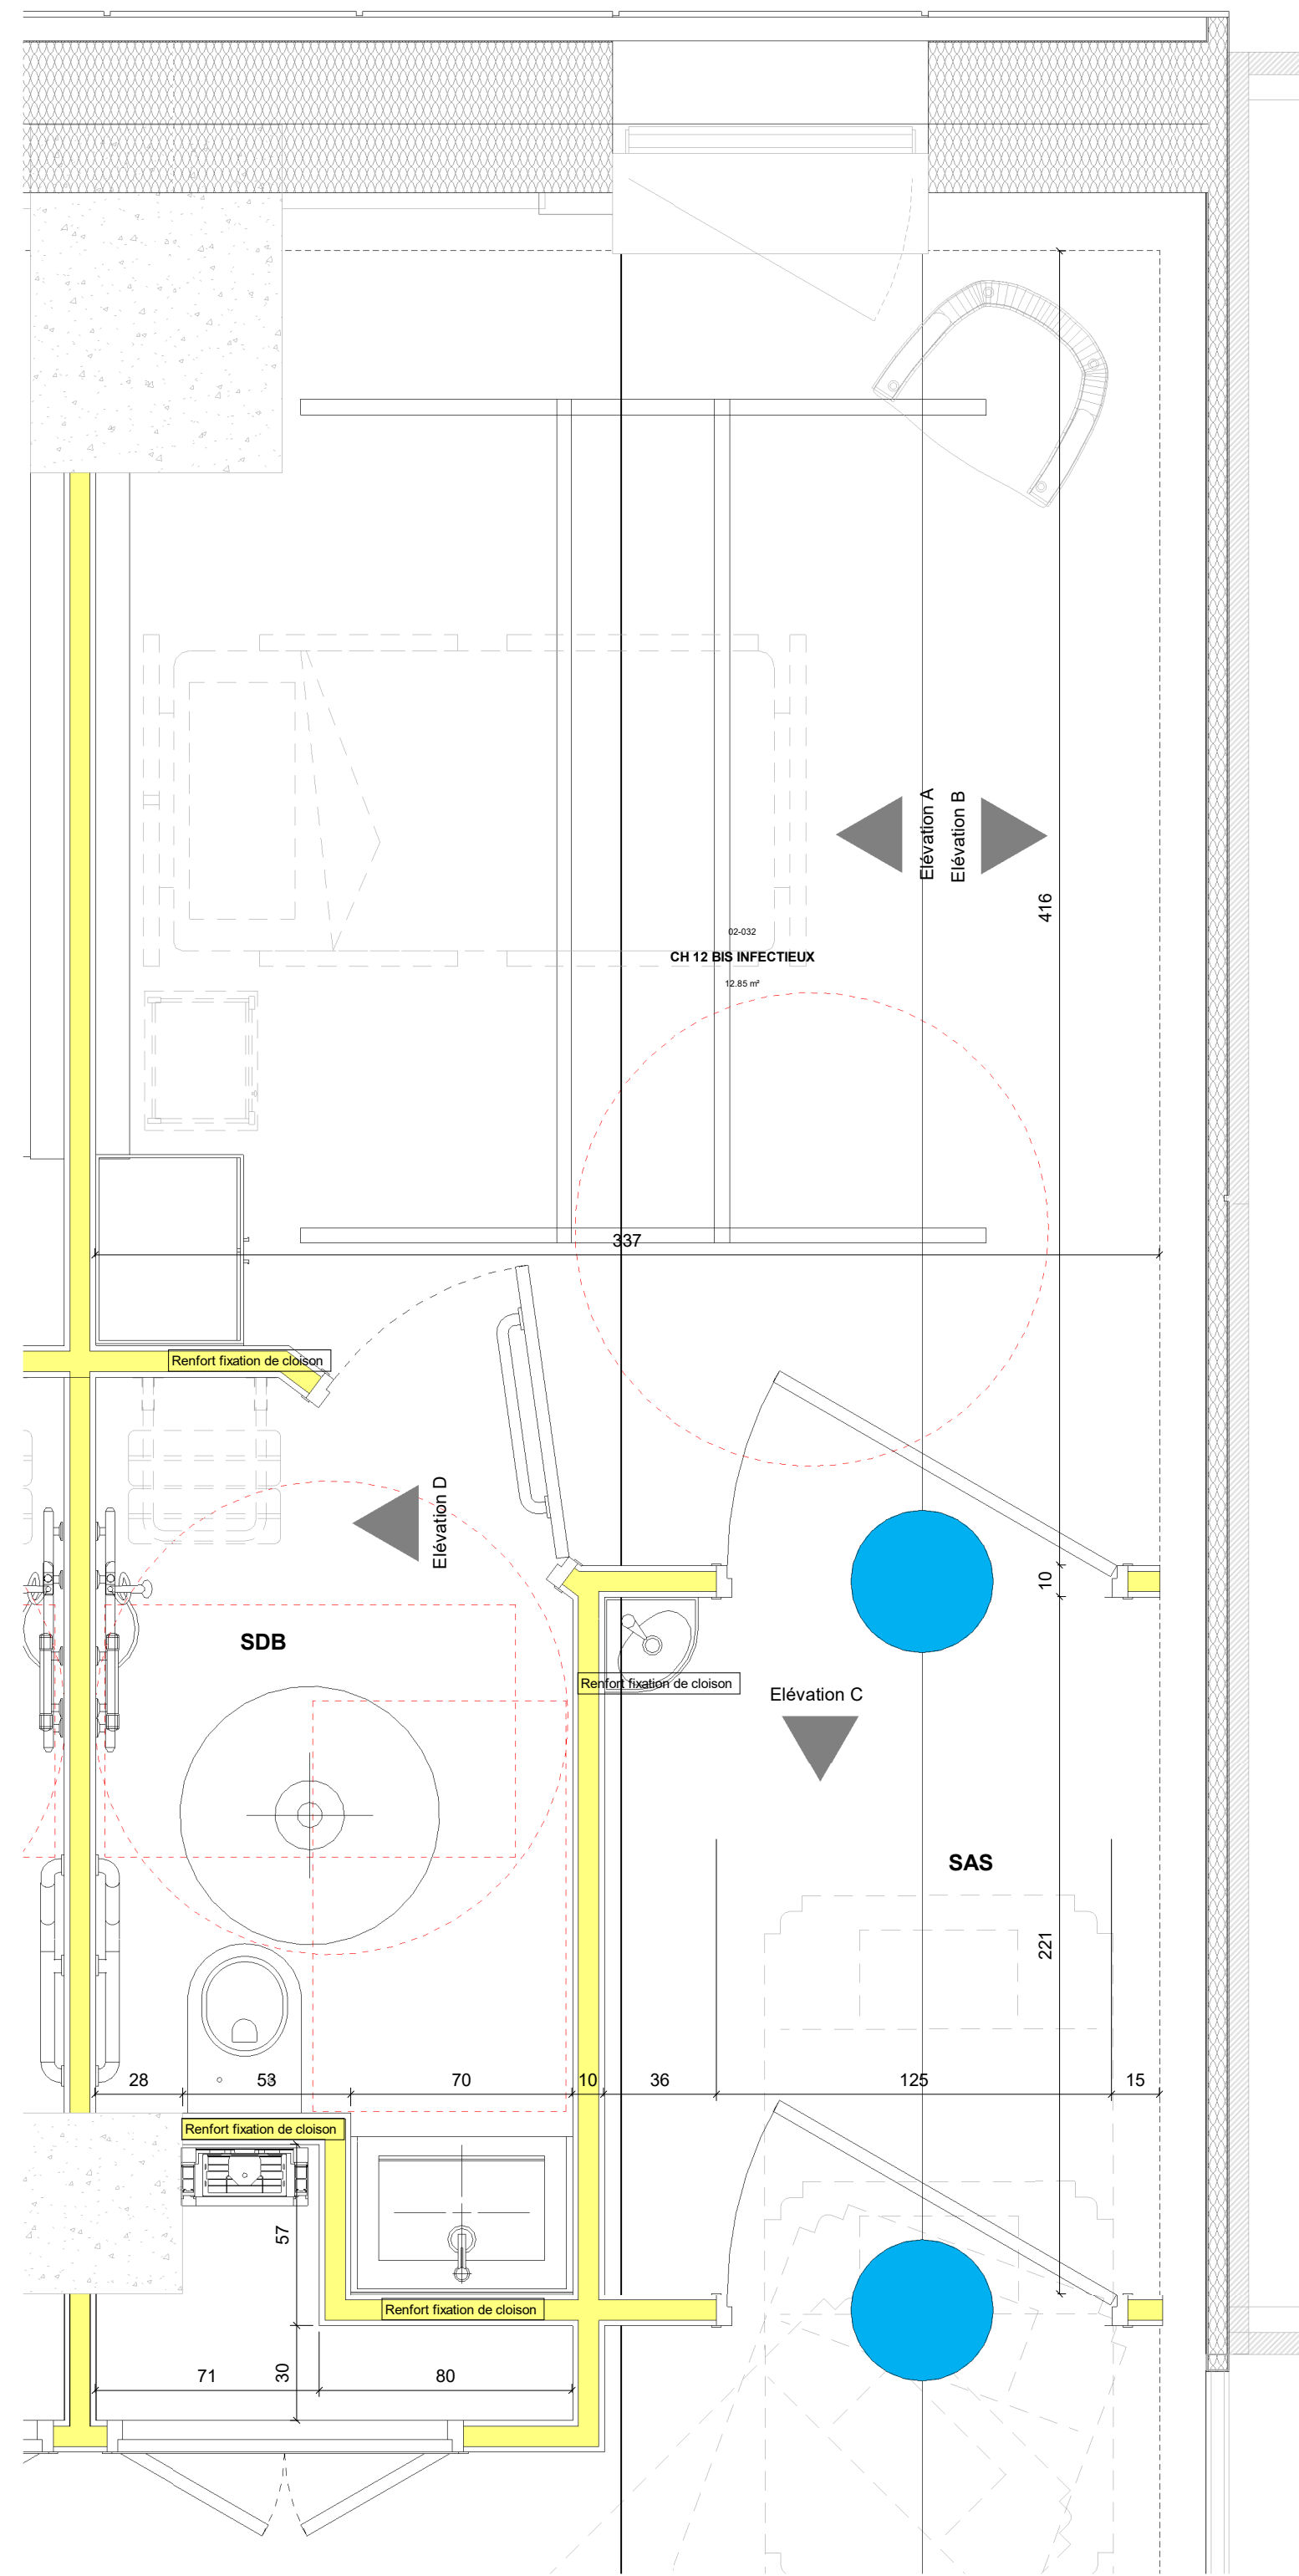 Elévation A
Elévation B
416
02-032
CH 12 BIS INFECTIEUX
12.85 m²
337
Renfort fixation de cloison
Elévation D
10
SDB
Renfort fixation de cloison
Elévation C
SAS
221
28
53
70
10
36
125
15
Renfort fixation de cloison
57
Renfort fixation de cloison
71
30
80